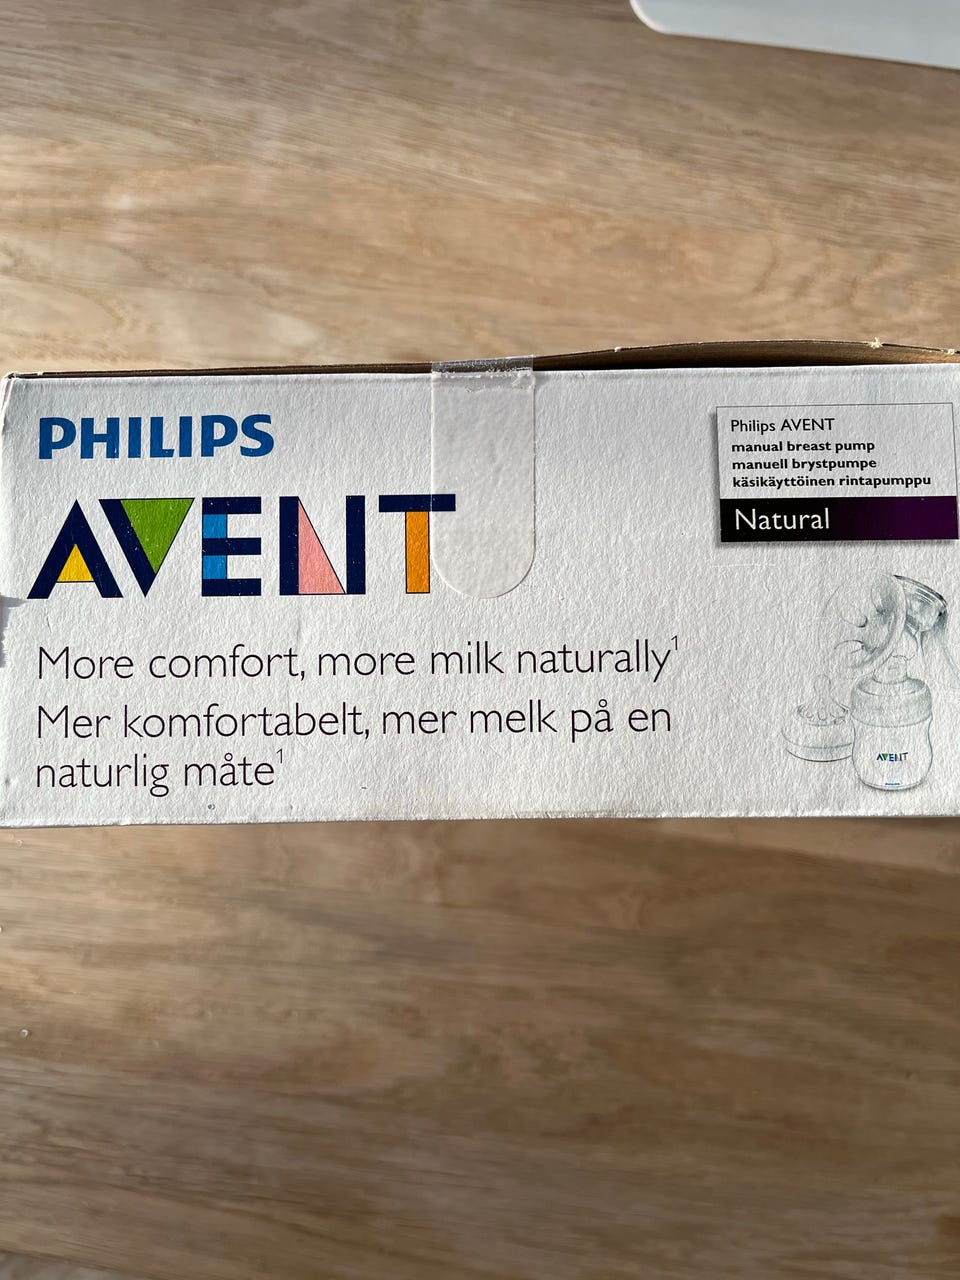 PHILIPS
AVENT
More comfort, more milk naturally¹
Mer komfortabelt, mer melk på en
naturlig måte¹
Philips AVENT
manual breast pump
manuell brystpumpe
käsikäyttöinen rintapumppu
Natural
AVENT